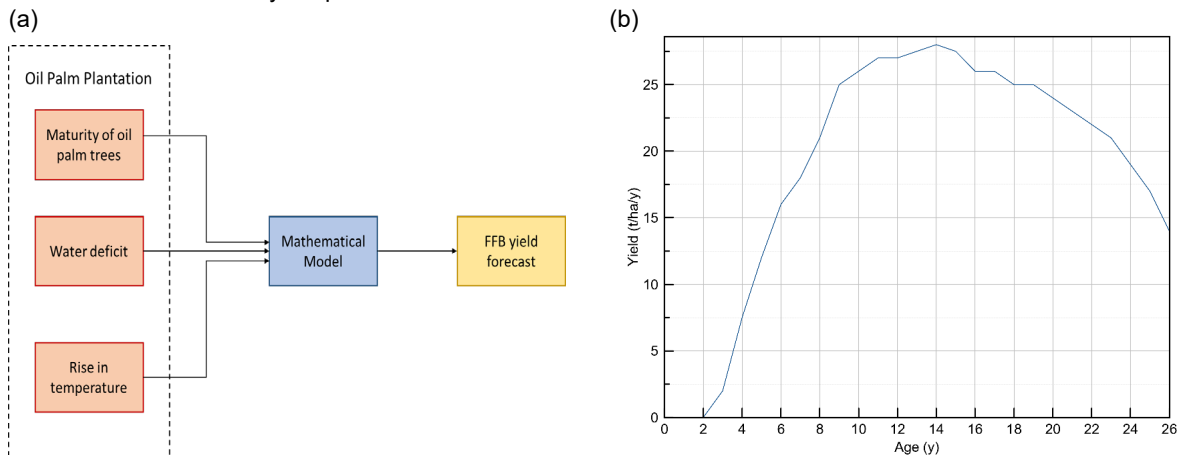 (a)
Oil Palm Plantation
Maturity of oil
palm trees
Water deficit
Rise in
temperature
Mathematical
Model
FFB yield
forecast
(b)
Yield (t/ha/y)
25
20
15
10
5
0
0 2 4 6 8 10 12 14 16 18 20 22 24 26
Age (y)